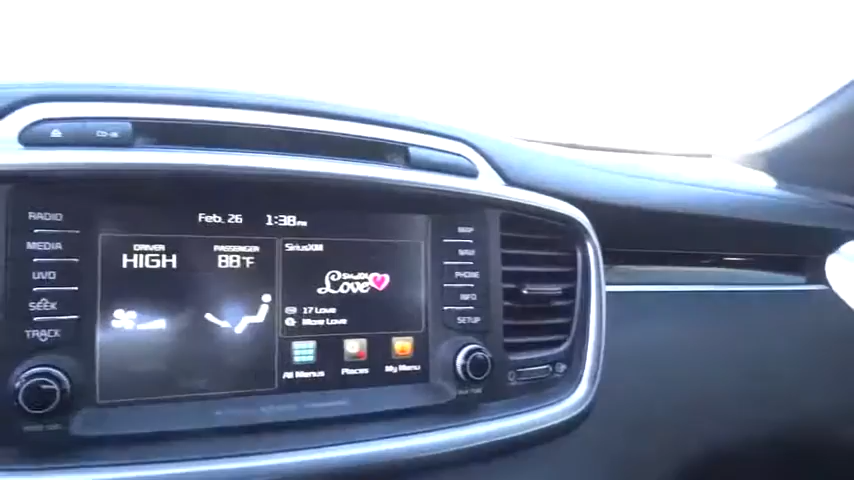 CD-IN
RADIO
MEDIA
UVO
SEEK
TRACK
Feb. 26 1:38PM
DRIVER
HIGH
PASSENGER
88°F
SiriusXM
Love
17 Love
More Love
All Menus
Places
My Menu
MAP
NAV
PHONE
INFO
SETUP